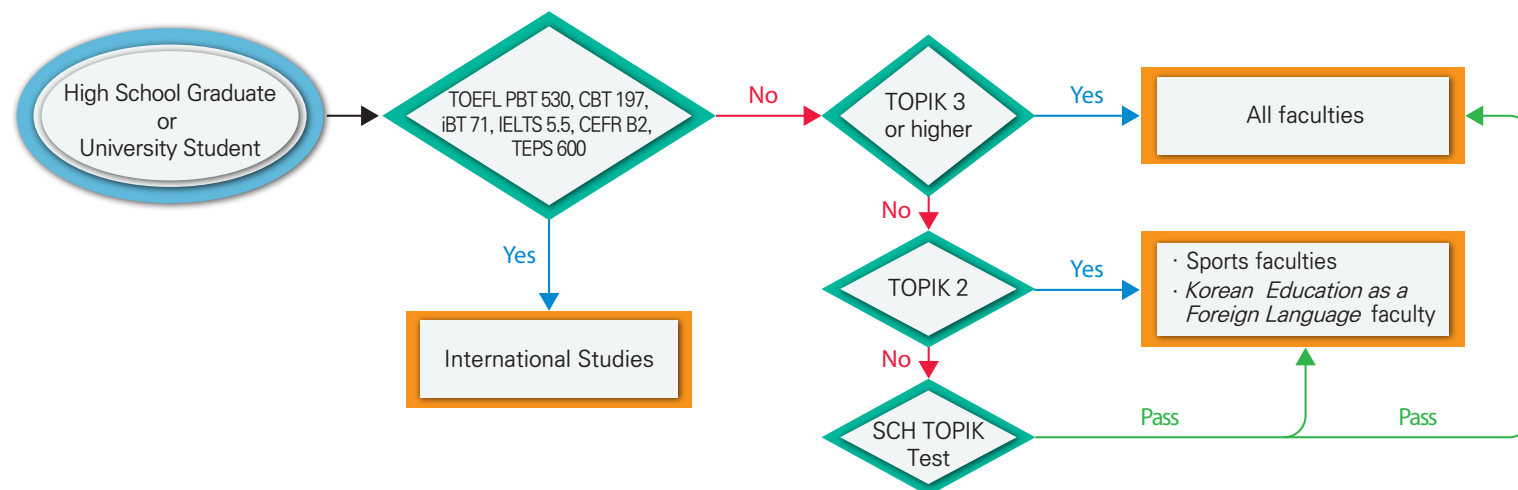 High School Graduate
or
University Student
TOEFL PBT 530, CBT 197,
iBT 71, IELTS 5.5, CEFR B2,
TEPS 600
No
TOPIK 3
or higher
Yes
All faculties
Yes
International Studies
No
TOPIK 2
Yes
· Sports faculties
· Korean Education as a
Foreign Language faculty
No
SCH TOPIK
Test
Pass
Pass